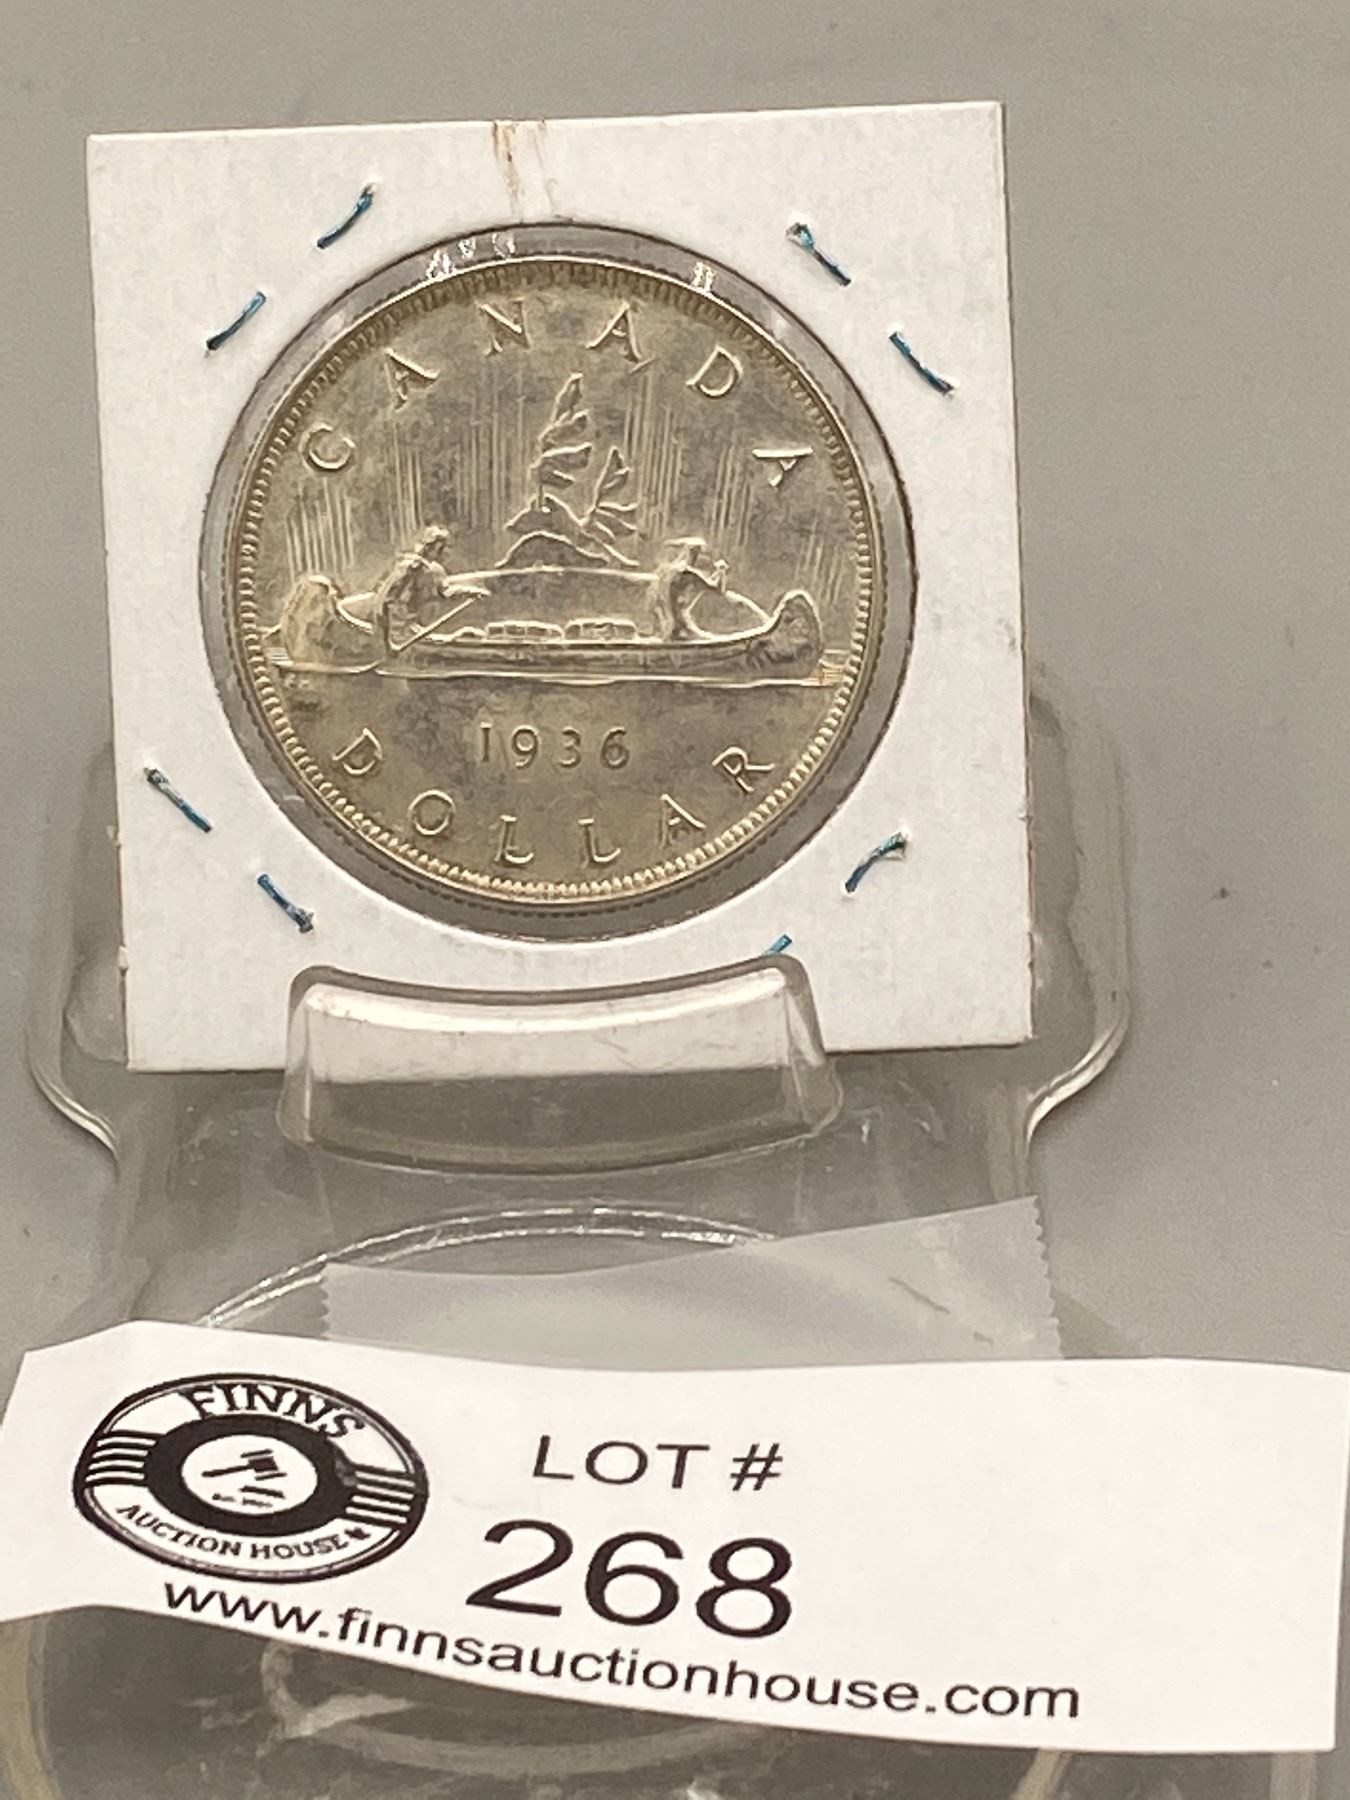 CANADA
1936
DOLLAR
FINNS
AUCTION HOUSE
LOT #
268
www.finnsauctionhouse.com